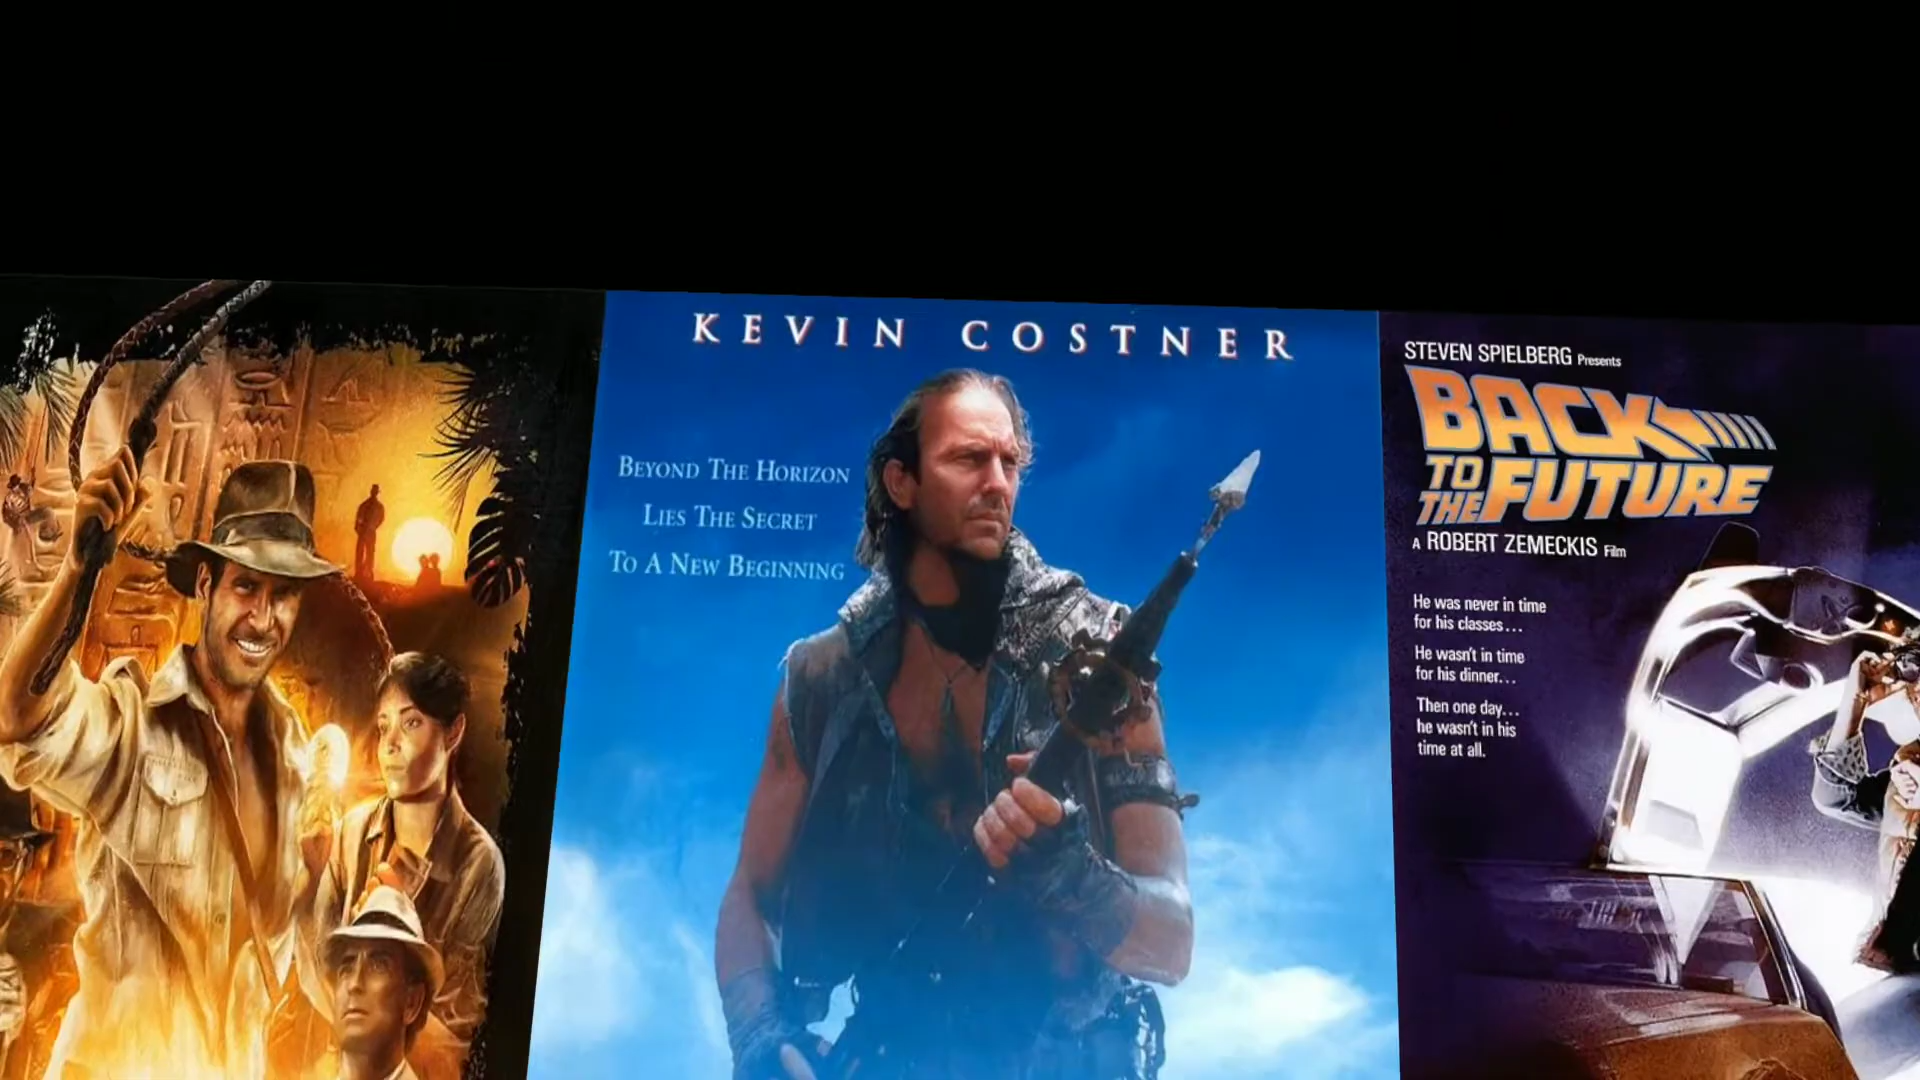 KEVIN COSTNER
BEYOND THE HORIZON
LIES THE SECRET
TO A NEW BEGINNING
STEVEN SPIELBERG Presents
BACK
TO
THE FUTURE
A ROBERT ZEMECKIS Film
He was never in time
for his classes...
He wasn't in time
for his dinner...
Then one day...
he wasn't in his
time at all.